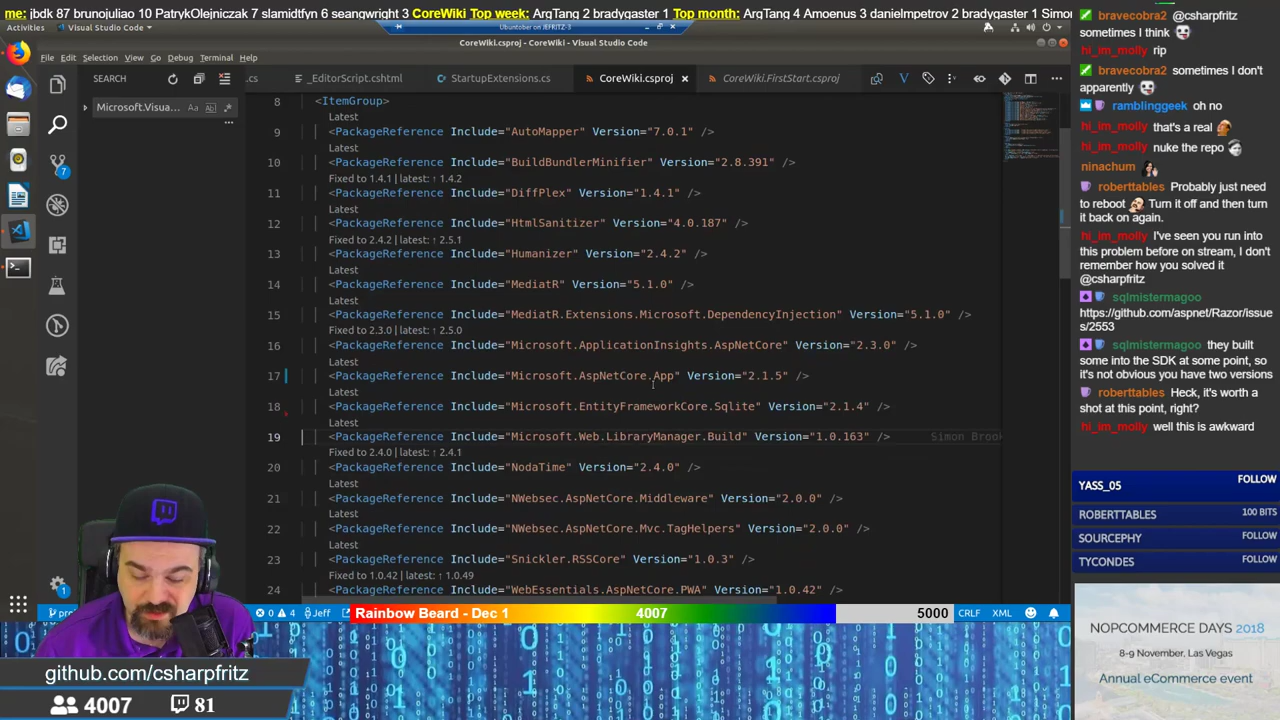 me: jbdk 87 brunojuliao 10 PatrykOlejniczak 7 slamidtfyn 6 seangwright 3 CoreWiki Top week: ArgTang 2 bradygaster 1 Top month: ArgTang 4 Amoenus 3 danielmpetrov 2 bradygaster 1 Simo
Activities
Visual Studio Code
Ubuntober on JEFRITZ-3
CoreWiki.csproj - CoreWiki - Visual Studio Code
File Edit Selection View Go Debug Terminal Help
SEARCH
.cs
_EditorScript.cshtml
StartupExtensions.cs
CoreWiki.csproj
CoreWiki.FirstStart.csproj
Microsoft.Visua...
8 <ItemGroup>
Latest
9 <PackageReference Include="AutoMapper" Version="7.0.1" />
Latest
10 <PackageReference Include="BuildBundlerMinifier" Version="2.8.391" />
Fixed to 1.4.1 | latest: ↑ 1.4.2
11 <PackageReference Include="DiffPlex" Version="1.4.1" />
Latest
12 <PackageReference Include="HtmlSanitizer" Version="4.0.187" />
Fixed to 2.4.2 | latest: ↑ 2.5.1
13 <PackageReference Include="Humanizer" Version="2.4.2" />
Latest
14 <PackageReference Include="MediatR" Version="5.1.0" />
Latest
15 <PackageReference Include="MediatR.Extensions.Microsoft.DependencyInjection" Version="5.1.0" />
Fixed to 2.3.0 | latest: ↑ 2.5.0
16 <PackageReference Include="Microsoft.ApplicationInsights.AspNetCore" Version="2.3.0" />
Latest
17 <PackageReference Include="Microsoft.AspNetCore.App" Version="2.1.5" />
Latest
18 <PackageReference Include="Microsoft.EntityFrameworkCore.Sqlite" Version="2.1.4" />
Latest
19 <PackageReference Include="Microsoft.Web.LibraryManager.Build" Version="1.0.163" /> Simon Brook
Fixed to 2.4.0 | latest: ↑ 2.4.1
20 <PackageReference Include="NodaTime" Version="2.4.0" />
Latest
21 <PackageReference Include="NWebsec.AspNetCore.Middleware" Version="2.0.0" />
Latest
22 <PackageReference Include="NWebsec.AspNetCore.Mvc.TagHelpers" Version="2.0.0" />
Latest
23 <PackageReference Include="Snickler.RSSCore" Version="1.0.3" />
Fixed to 1.0.42 | latest: ↑ 1.0.49
24 <PackageReference Include="WebEssentials.AspNetCore.PWA" Version="1.0.42" />
7
1
0 4 Jeff
Rainbow Beard - Dec 1 4007 5000
CRLF XML
github.com/csharpfritz
4007 81
bravecobra2 @csharpfritz
sometimes I think
hi_im_molly rip
bravecobra2 sometimes I don't
apparently
ramblinggeek oh no
hi_im_molly that's a real
hi_im_molly nuke the repo
ninachum
roberttables Probably just need
to reboot Turn it off and then turn
it back on again.
hi_im_molly I've seen you run into
this problem before on stream, I don't
remember how you solved it
@csharpfritz
sqlmistermagoo
https://github.com/aspnet/Razor/issue
s/2553
sqlmistermagoo they built
some into the SDK at some point, so
it's not obvious you have two versions
roberttables Heck, it's worth a
shot at this point, right?
hi_im_molly well this is awkward
YASS_05 FOLLOW
ROBERTTABLES 100 BITS
SOURCEPHY FOLLOW
TYCONDES FOLLOW
NOPCOMMERCE DAYS 2018
8-9 November, Las Vegas
Annual eCommerce event